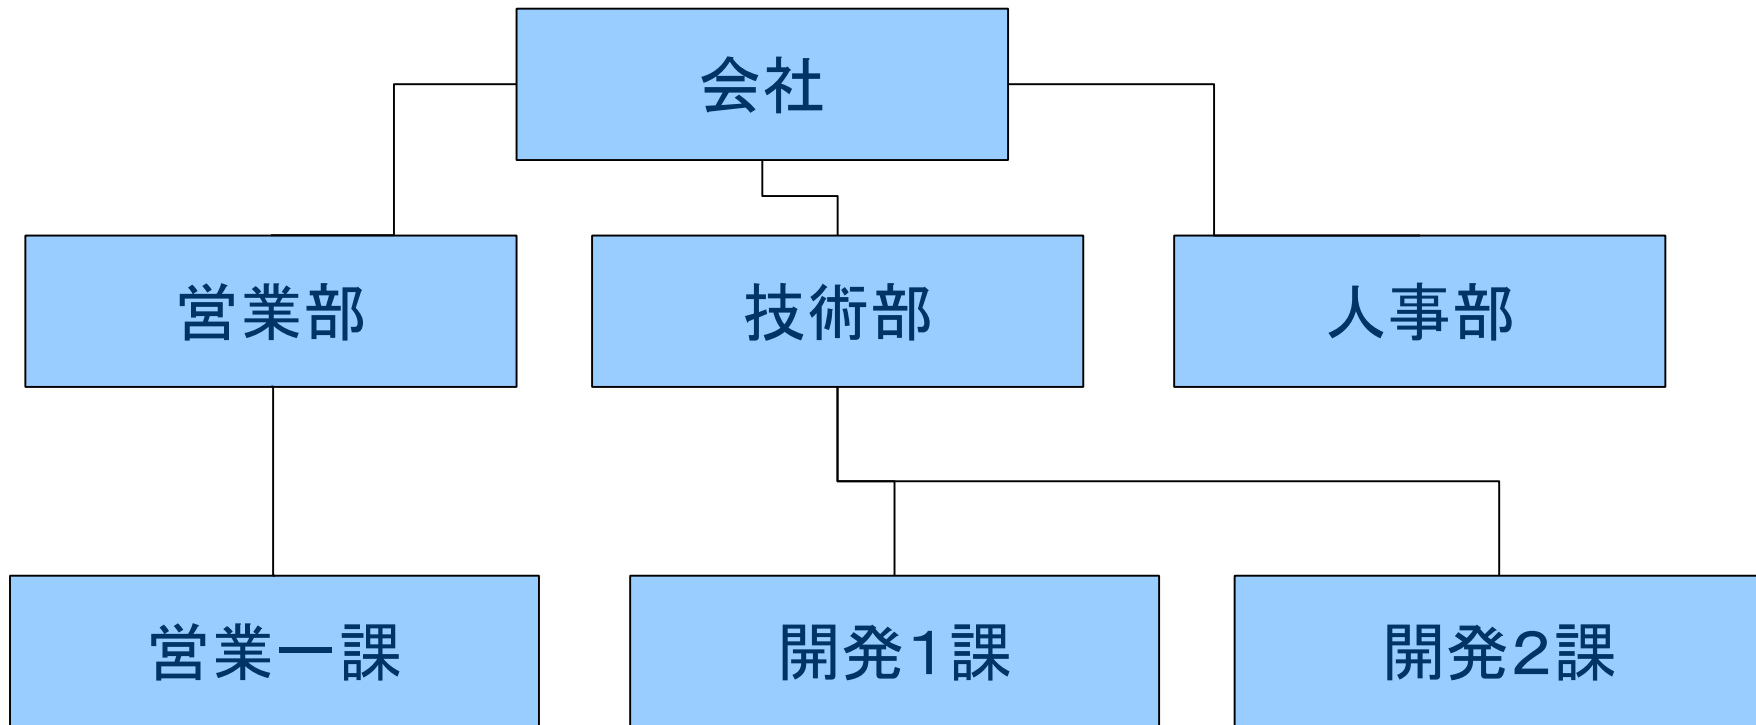 会社
営業部
技術部
人事部
営業一課
開発１課
開発２課